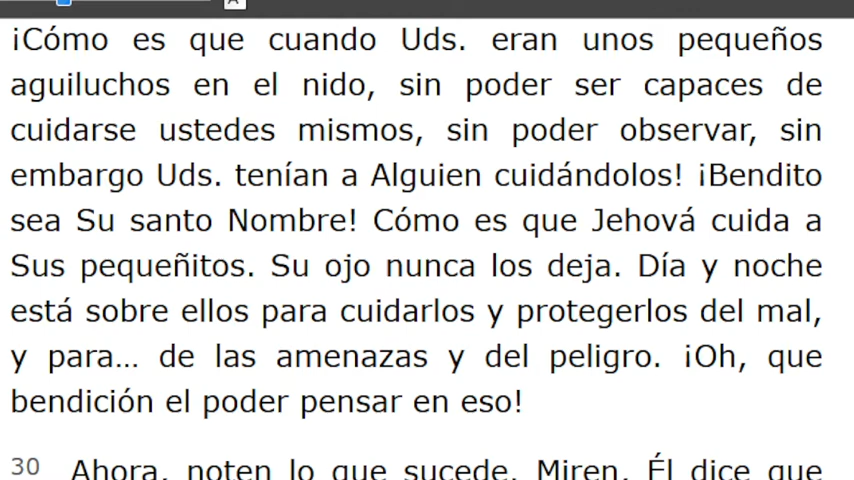 ¡Cómo es que cuando Uds. eran unos pequeños
aguiluchos en el nido, sin poder ser capaces de
cuidarse ustedes mismos, sin poder observar, sin
embargo Uds. tenían a Alguien cuidándolos! ¡Bendito
sea Su santo Nombre! Cómo es que Jehová cuida a
Sus pequeñitos. Su ojo nunca los deja. Día y noche
está sobre ellos para cuidarlos y protegerlos del mal,
y para… de las amenazas y del peligro. ¡Oh, que
bendición el poder pensar en eso!
30 Ahora, noten lo que sucede. Miren, Él dice que